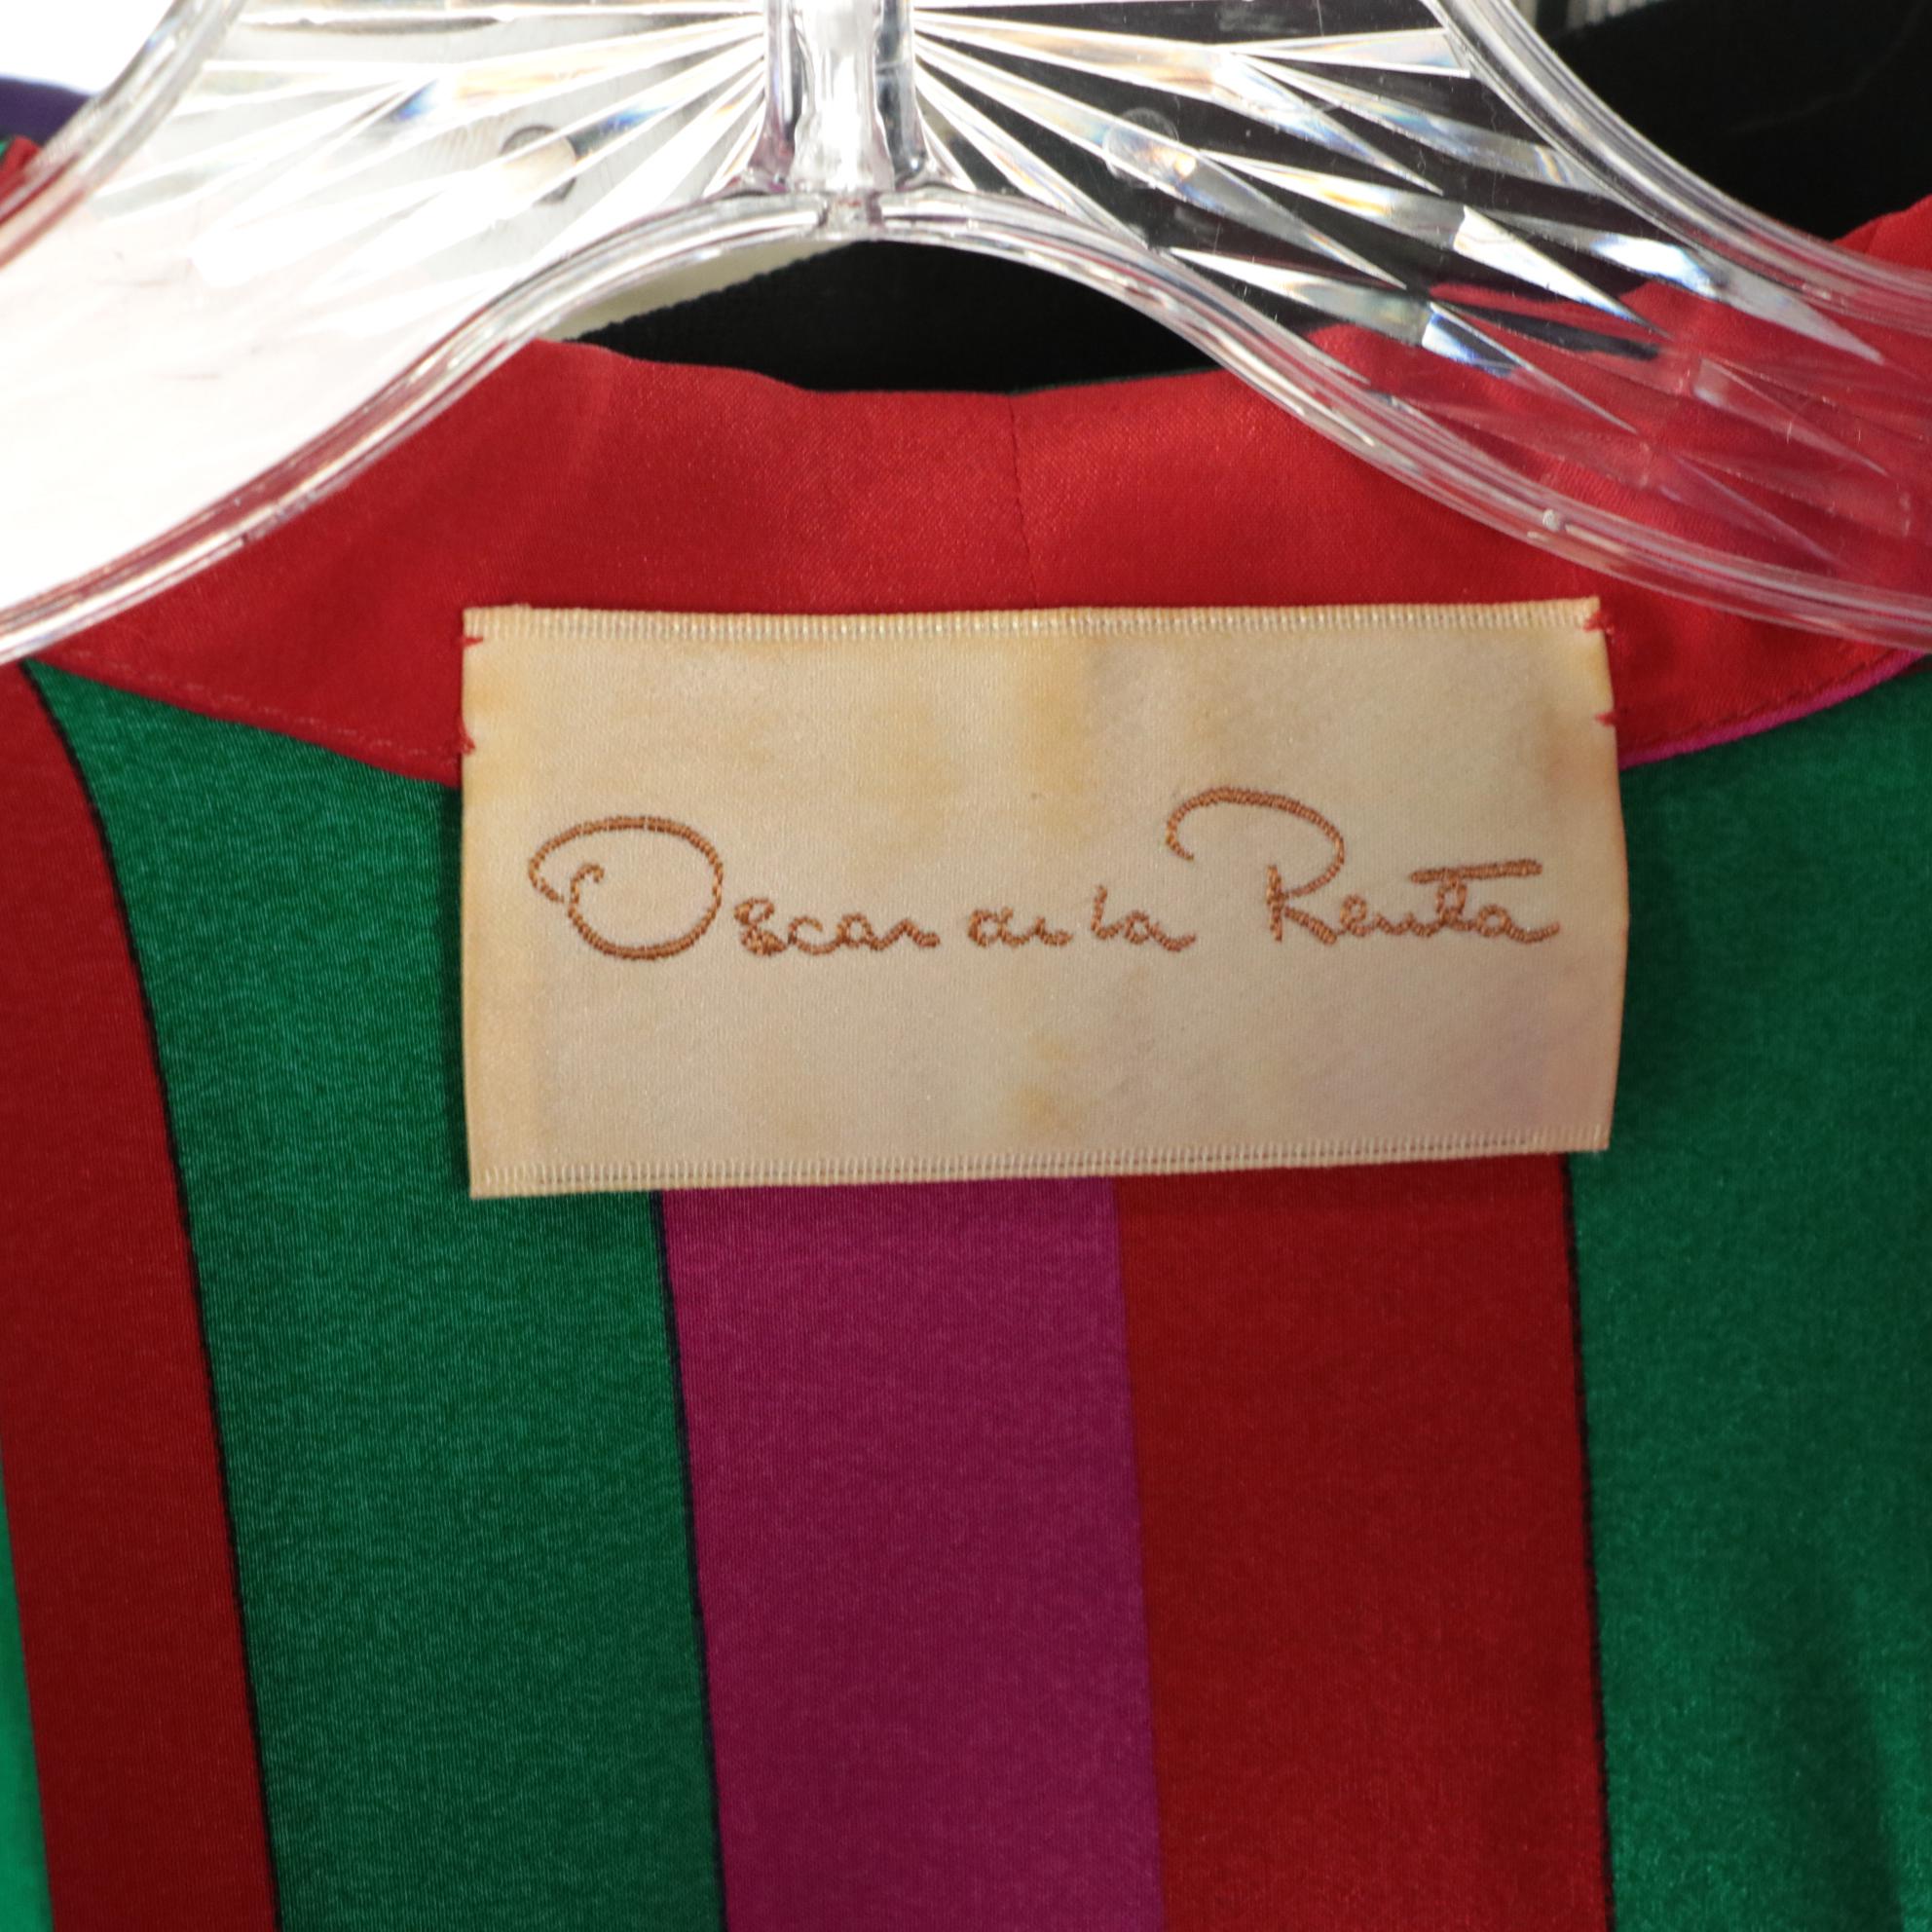 Oscar de la Renta